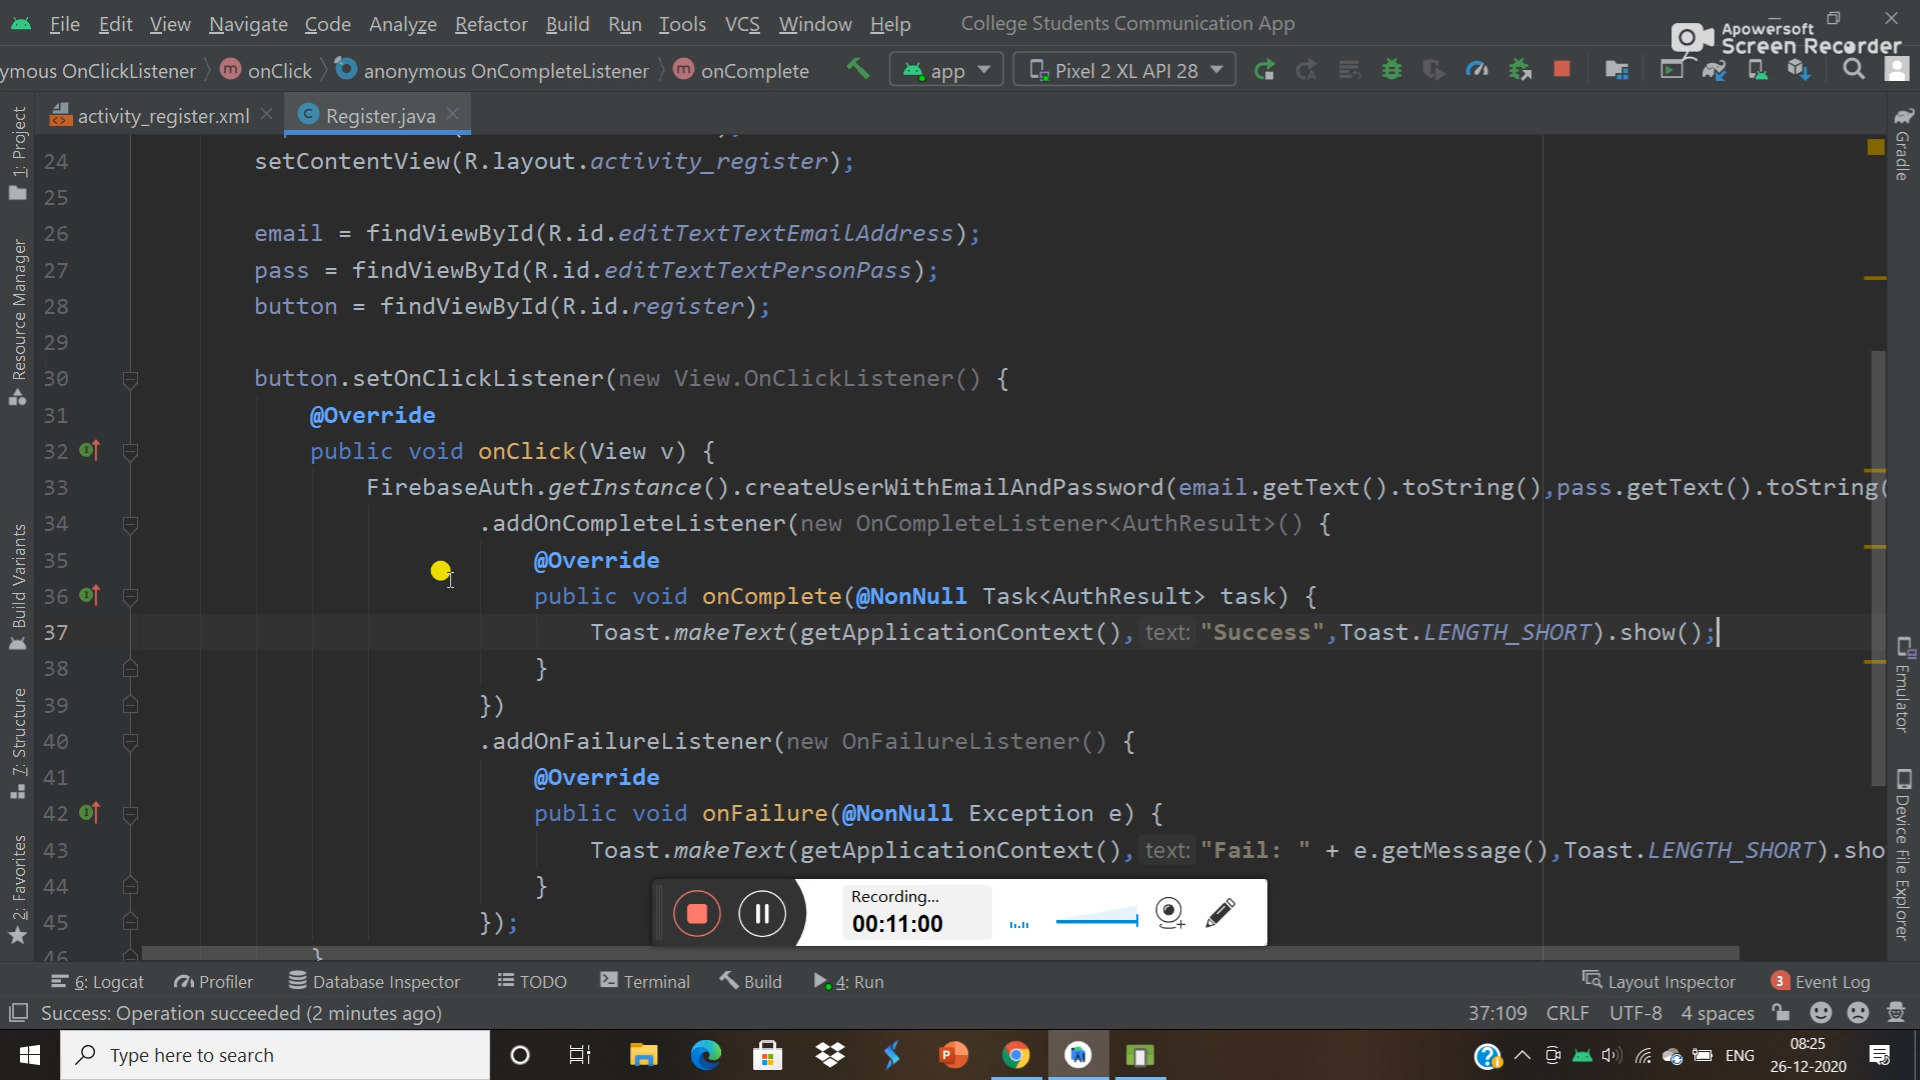 File Edit View Navigate Code Analyze Refactor Build Run Tools VCS Window Help College Students Communication App
Apowersoft
Screen Recorder
ymous OnClickListener onClick anonymous OnCompleteListener onComplete app Pixel 2 XL API 28
activity_register.xml Register.java
1: Project
Resource Manager
Build Variants
7: Structure
2: Favorites
24 setContentView(R.layout.activity_register);
25
26 email = findViewById(R.id.editTextTextEmailAddress);
27 pass = findViewById(R.id.editTextTextPersonPass);
28 button = findViewById(R.id.register);
29
30 button.setOnClickListener(new View.OnClickListener() {
31 @Override
32 public void onClick(View v) {
33 FirebaseAuth.getInstance().createUserWithEmailAndPassword(email.getText().toString(),pass.getText().toString(
34 .addOnCompleteListener(new OnCompleteListener<AuthResult>() {
35 @Override
36 public void onComplete(@NonNull Task<AuthResult> task) {
37 Toast.makeText(getApplicationContext(), text: "Success",Toast.LENGTH_SHORT).show();
38 }
39 })
40 .addOnFailureListener(new OnFailureListener() {
41 @Override
42 public void onFailure(@NonNull Exception e) {
43 Toast.makeText(getApplicationContext(), text: "Fail: " + e.getMessage(),Toast.LENGTH_SHORT).sho
44 }
45 });
46 }
Gradle
Emulator
Device File Explorer
Recording...
00:11:00
6: Logcat Profiler Database Inspector TODO Terminal Build 4: Run Layout Inspector 3 Event Log
Success: Operation succeeded (2 minutes ago) 37:109 CRLF UTF-8 4 spaces
Type here to search ENG 08:25
26-12-2020